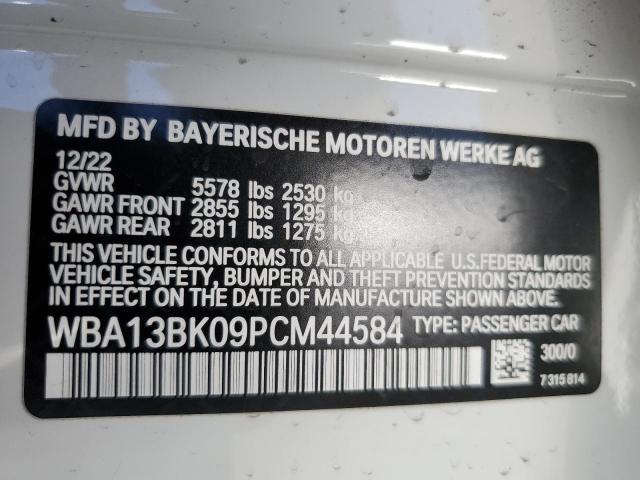 MFD BY BAYERISCHE MOTOREN WERKE AG
12/22
GVWR 5578 lbs 2530 kg
GAWR FRONT 2855 lbs 1295 kg
GAWR REAR 2811 lbs 1275 kg
THIS VEHICLE CONFORMS TO ALL APPLICABLE U.S.FEDERAL MOTOR
VEHICLE SAFETY, BUMPER AND THEFT PREVENTION STANDARDS
IN EFFECT ON THE DATE OF MANUFACTURE SHOWN ABOVE.
WBA13BK09PCM44584 TYPE: PASSENGER CAR
300/0
7315814